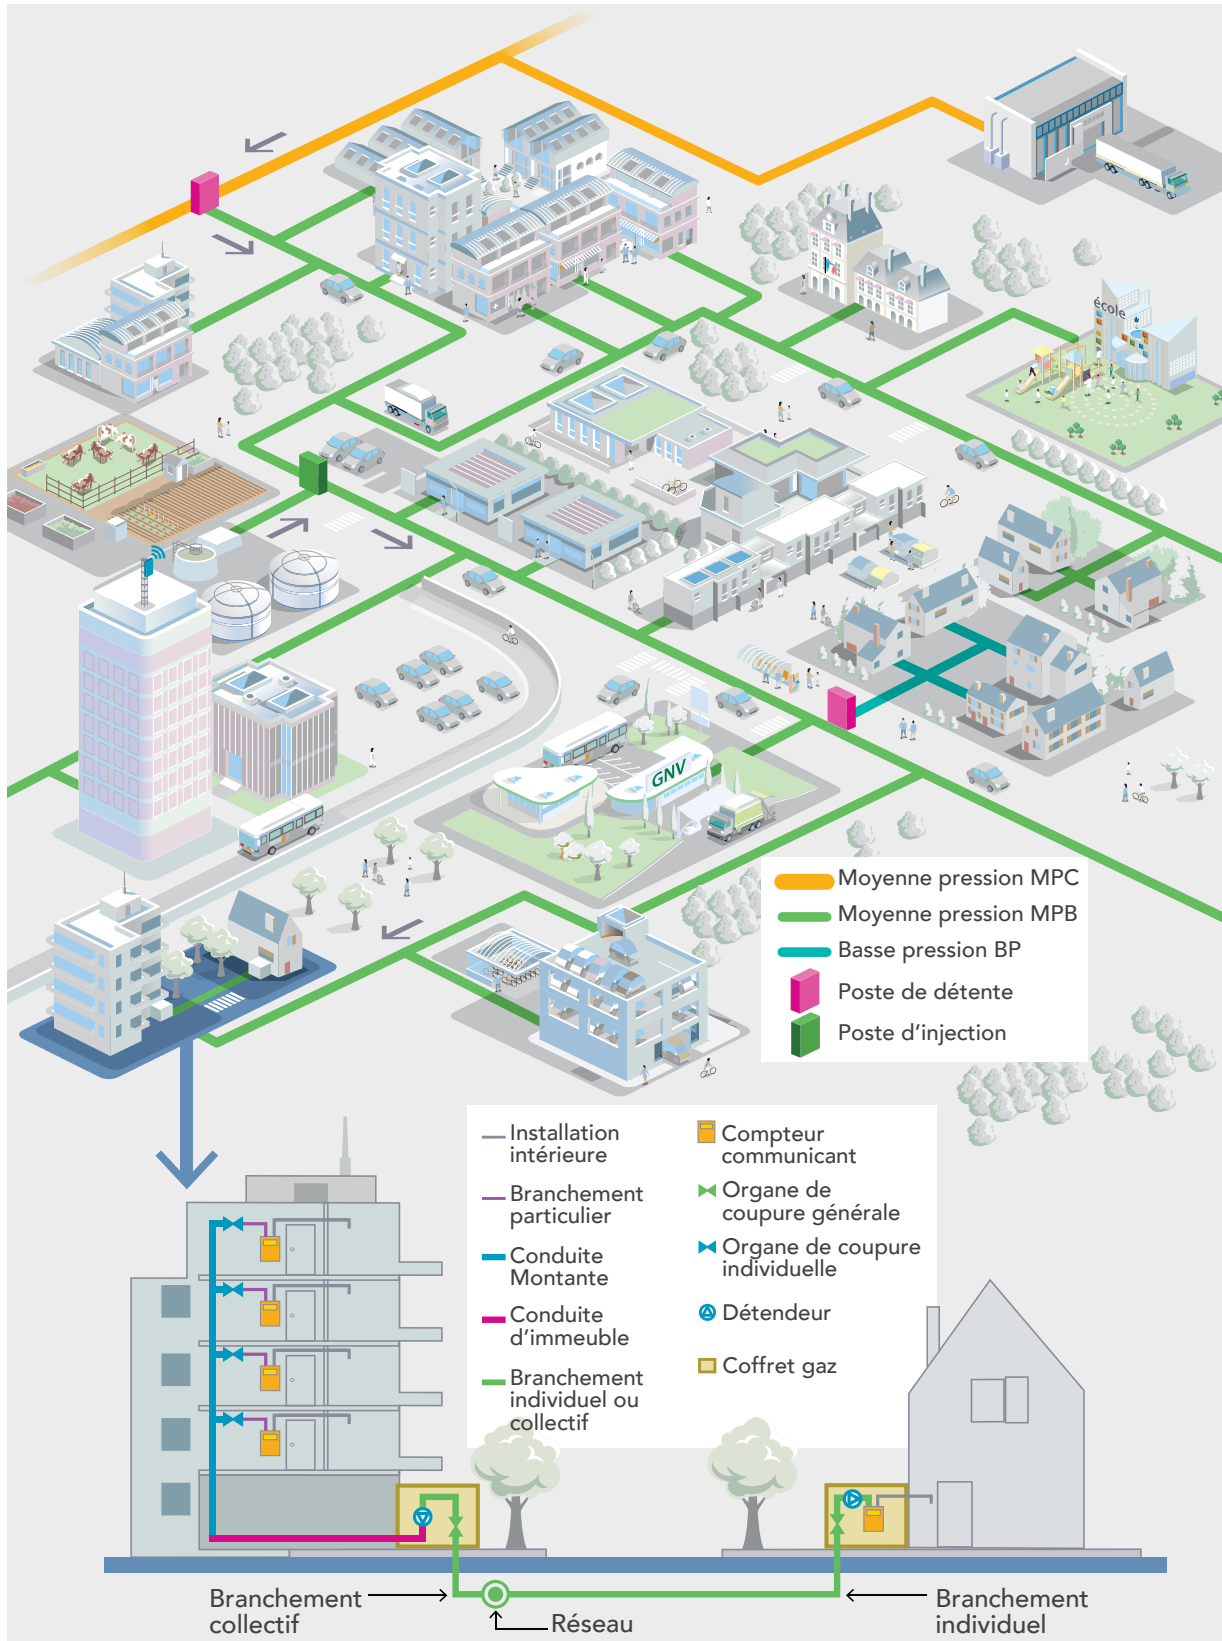 école
GNV
Moyenne pression MPC
Moyenne pression MPB
Basse pression BP
Poste de détente
Poste d'injection
Installation
intérieure
Branchement
particulier
Conduite
Montante
Conduite
d'immeuble
Branchement
individuel ou
collectif
Compteur
communicant
Organe de
coupure générale
Organe de coupure
individuelle
Détendeur
Coffret gaz
Branchement
collectif
Réseau
Branchement
individuel